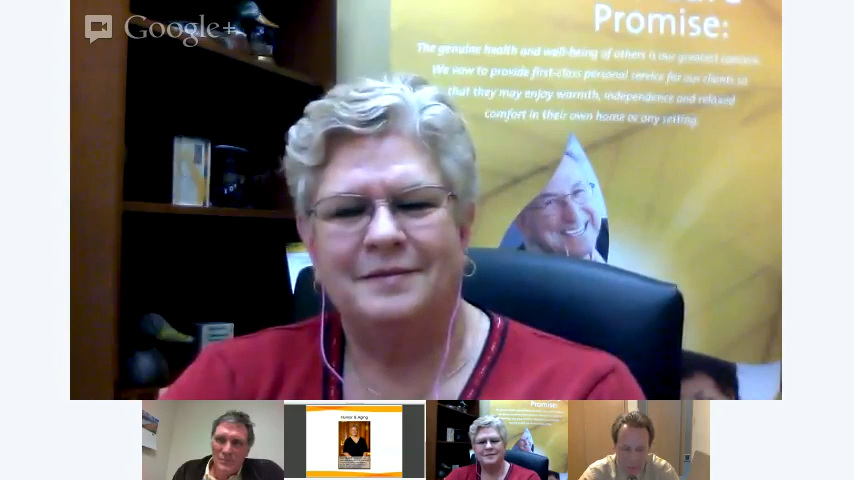 Google+
Promise:
The genuine health and well-being of others is our greatest concern.
We vow to provide first-class personal service for our clients so
that they may enjoy warmth, independence and relaxed
comfort in their own home or any setting.
Humor & Aging
Promise: